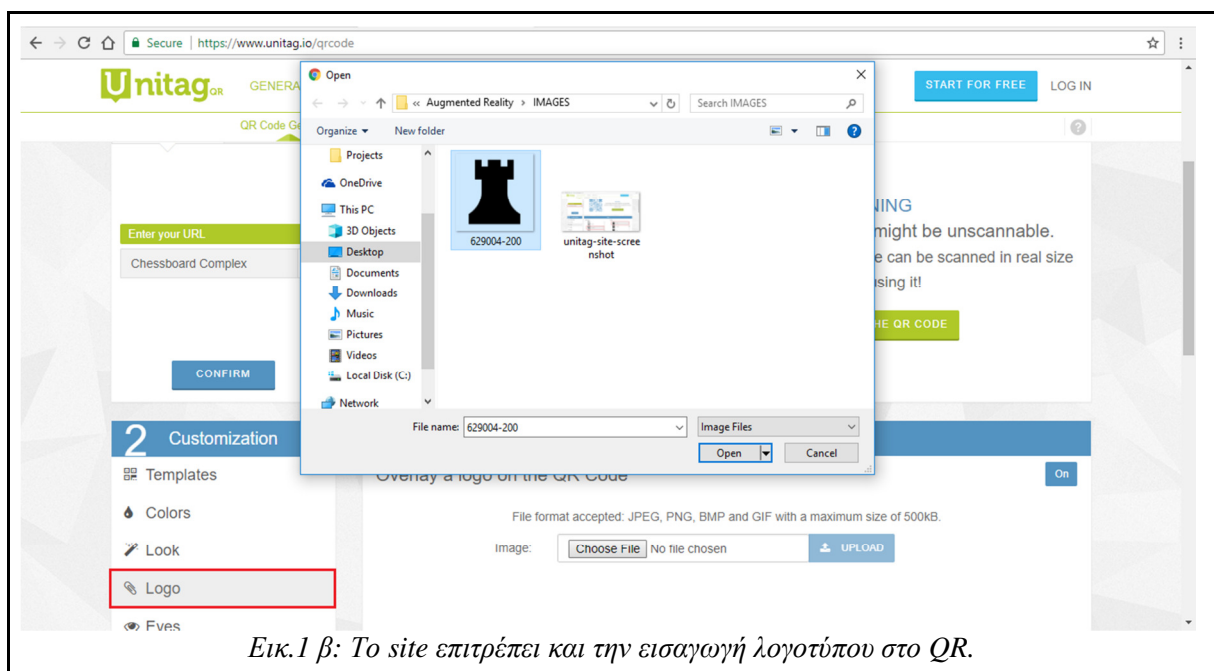 Secure | https://www.unitag.io/qrcode
Unitag QR GENERA START FOR FREE LOG IN
QR Code Ge
Open
« Augmented Reality > IMAGES Search IMAGES
Organize New folder
Projects
OneDrive
This PC
3D Objects
Desktop
Documents
Downloads
Music
Pictures
Videos
Local Disk (C:)
Network
629004-200
unitag-site-scree
nshot
File name: 629004-200 Image Files
Open Cancel
Enter your URL
Chessboard Complex
CONFIRM
NING
might be unscannable.
e can be scanned in real size
using it!
HE QR CODE
2 Customization
Templates
Colors
Look
Logo
Eyes
Overlay a logo on the QR Code On
File format accepted: JPEG, PNG, BMP and GIF with a maximum size of 500kB.
Image: Choose File No file chosen UPLOAD
Εικ.1 β: Το site επιτρέπει και την εισαγωγή λογοτύπου στο QR.